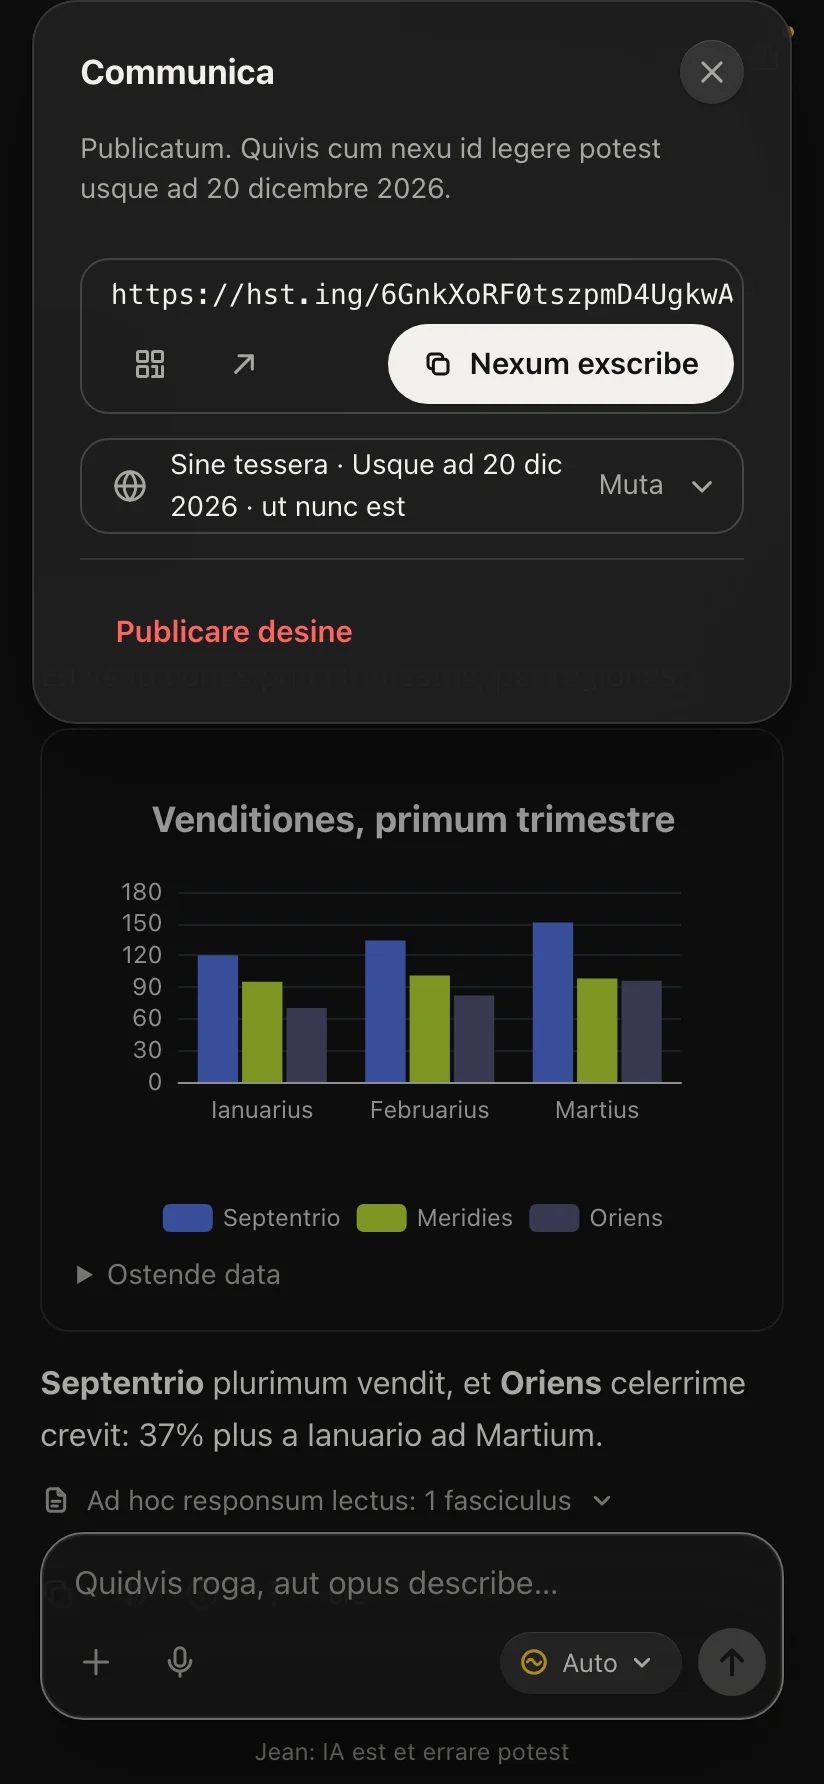 Communica
Publicatum. Quivis cum nexu id legere potest
usque ad 20 dicembre 2026.
https://hst.ing/6GnkXoRF0tszpmD4UgkwA
Nexum exscribe
Sine tessera · Usque ad 20 dic
2026 · ut nunc est
Muta
Publicare desine
Venditiones, primum trimestre
180
150
120
90
60
30
0
Ianuarius Februarius Martius
Septentrio Meridies Oriens
Ostende data
Septentrio plurimum vendit, et Oriens celerrime
crevit: 37% plus a Ianuario ad Martium.
Ad hoc responsum lectus: 1 fasciculus
Quidvis roga, aut opus describe...
Auto
Jean: IA est et errare potest